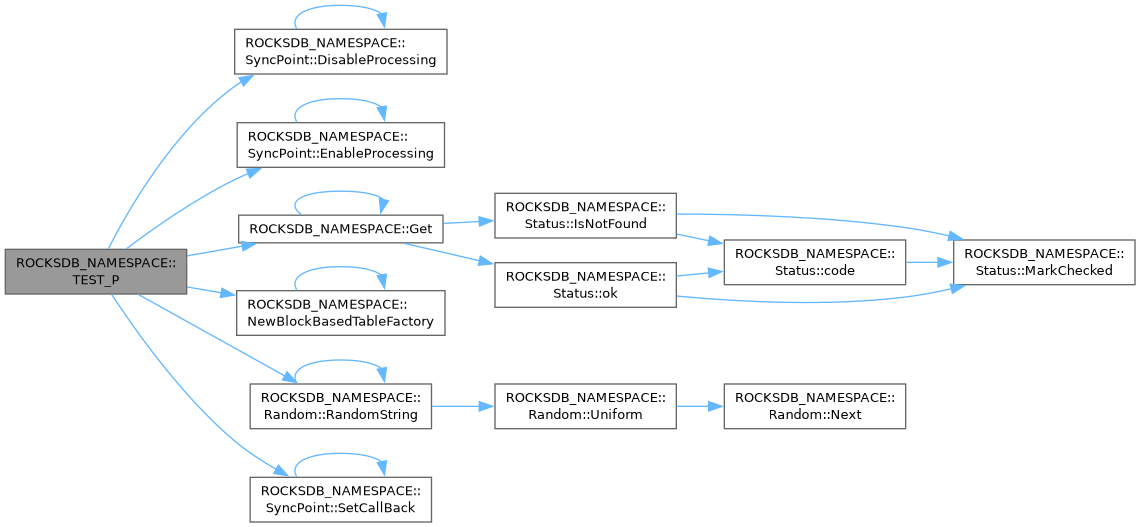 ROCKSDB_NAMESPACE::
SyncPoint::DisableProcessing
ROCKSDB_NAMESPACE::
SyncPoint::EnableProcessing
ROCKSDB_NAMESPACE::
Status::IsNotFound
ROCKSDB_NAMESPACE::Get
ROCKSDB_NAMESPACE::
Status::code
ROCKSDB_NAMESPACE::
Status::MarkChecked
ROCKSDB_NAMESPACE::
TEST_P
ROCKSDB_NAMESPACE::
Status::ok
ROCKSDB_NAMESPACE::
NewBlockBasedTableFactory
ROCKSDB_NAMESPACE::
Random::RandomString
ROCKSDB_NAMESPACE::
Random::Uniform
ROCKSDB_NAMESPACE::
Random::Next
ROCKSDB_NAMESPACE::
SyncPoint::SetCallBack